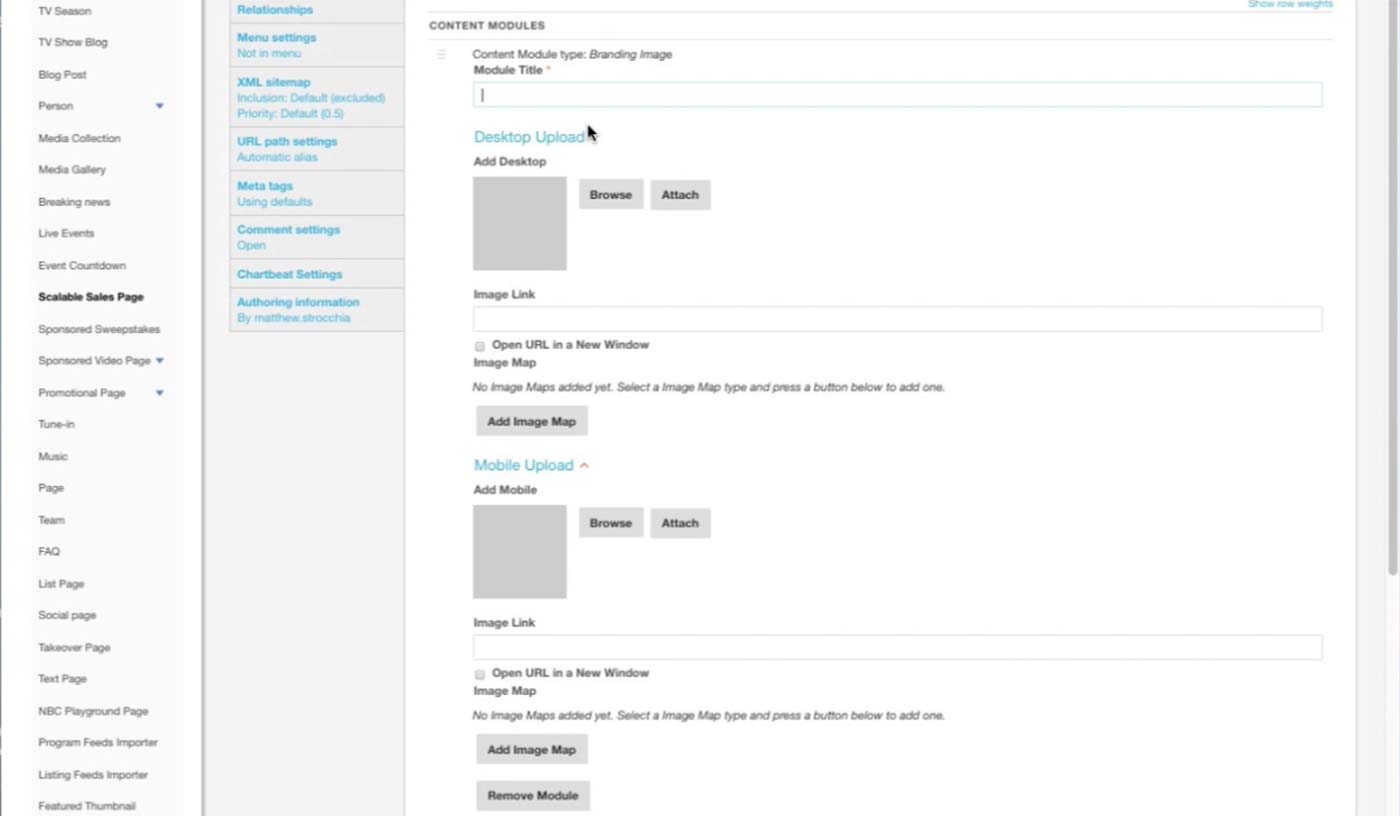 TV Season
TV Show Blog
Blog Post
Person
Media Collection
Media Gallery
Breaking news
Live Events
Event Countdown
Scalable Sales Page
Sponsored Sweepstakes
Sponsored Video Page
Promotional Page
Tune-in
Music
Page
Team
FAQ
List Page
Social page
Takeover Page
Text Page
NBC Playground Page
Program Feeds Importer
Listing Feeds Importer
Featured Thumbnail
Relationships
Menu settings
Not in menu
XML sitemap
Inclusion: Default (excluded)
Priority: Default (0.5)
URL path settings
Automatic alias
Meta tags
Using defaults
Comment settings
Open
Chartbeat Settings
Authoring information
By matthew.strocchia
Show row weights
CONTENT MODULES
Content Module type: Branding Image
Module Title *
Desktop Upload
Add Desktop
Browse Attach
Image Link
Open URL in a New Window
Image Map
No Image Maps added yet. Select a Image Map type and press a button below to add one.
Add Image Map
Mobile Upload
Add Mobile
Browse Attach
Image Link
Open URL in a New Window
Image Map
No Image Maps added yet. Select a Image Map type and press a button below to add one.
Add Image Map
Remove Module